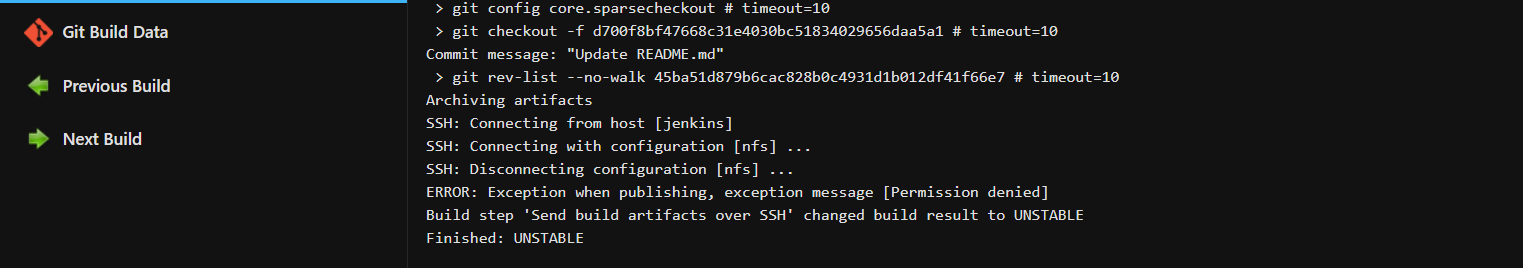 Git Build Data
Previous Build
Next Build
> git config core.sparsecheckout # timeout=10
> git checkout -f d700f8bf47668c31e4030bc51834029656daa5a1 # timeout=10
Commit message: "Update README.md"
> git rev-list --no-walk 45ba51d879b6cac828b0c4931d1b012df41f66e7 # timeout=10
Archiving artifacts
SSH: Connecting from host [jenkins]
SSH: Connecting with configuration [nfs] ...
SSH: Disconnecting configuration [nfs] ...
ERROR: Exception when publishing, exception message [Permission denied]
Build step 'Send build artifacts over SSH' changed build result to UNSTABLE
Finished: UNSTABLE